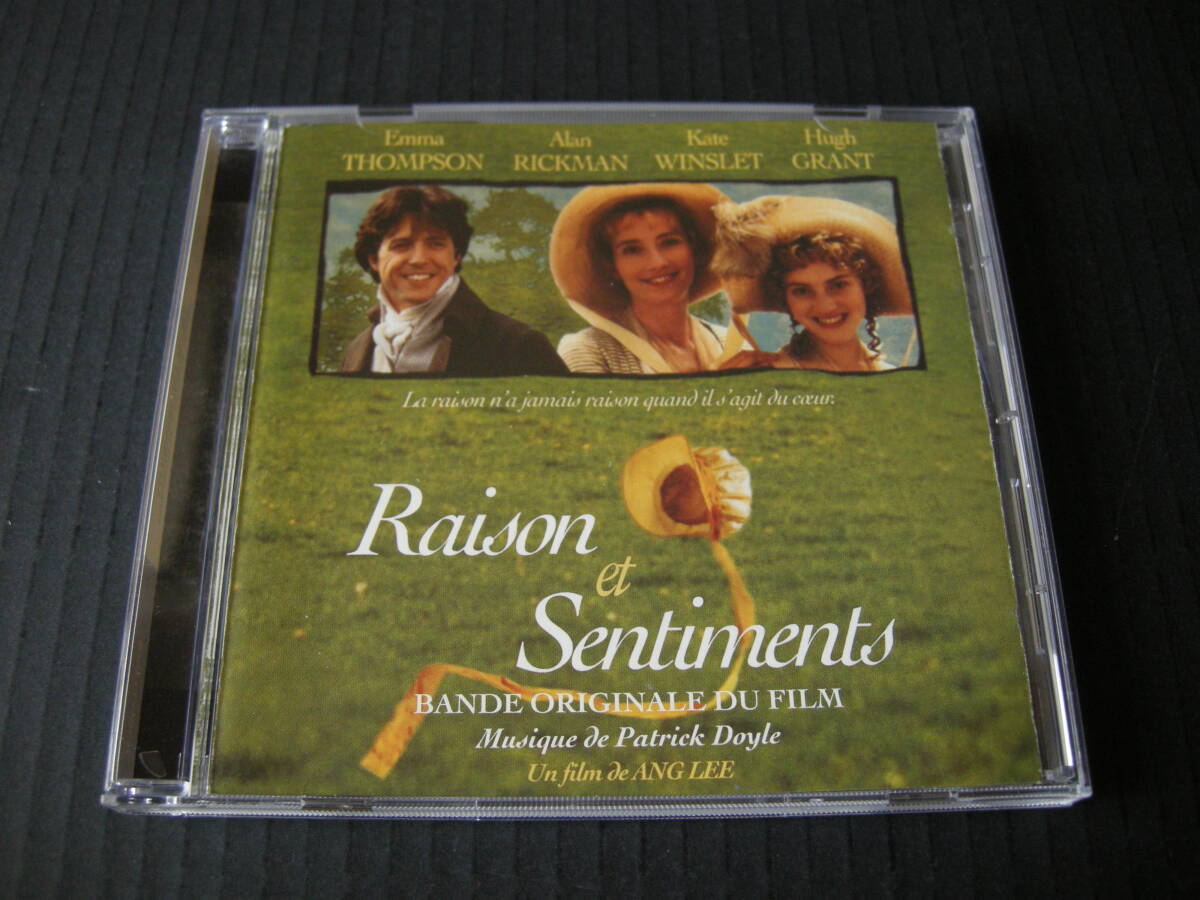 Emma Alan Kate Hugh
THOMPSON RICKMAN WINSLET GRANT
La raison n'a jamais raison quand il s'agit du cœur.
Raison
et
Sentiments
BANDE ORIGINALE DU FILM
Musique de Patrick Doyle
Un film de ANG LEE